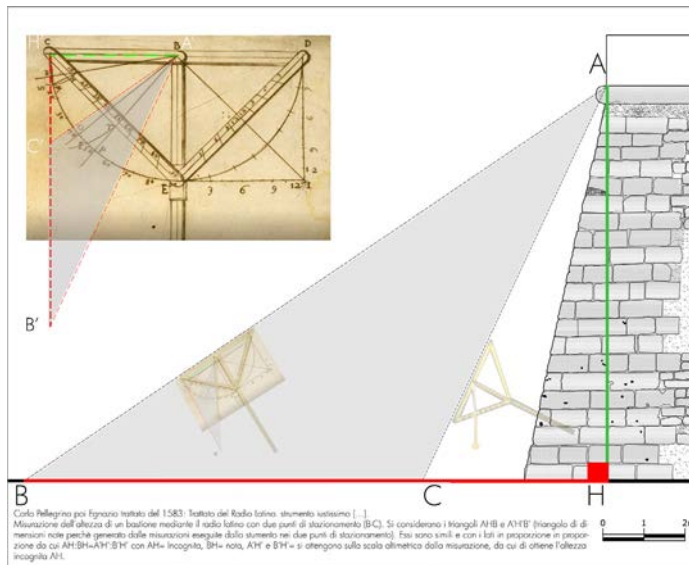 H' C B A' D
A
C'
E 3 6 9 12
B'
B C H
0 1 2
Carlo Pellegrino poi Egnazio trattato del 1583: Trattato del Radio Latino. strumento iustissimo [...].
Misurazione dell'altezza di un bastione mediante il radio latino con due punti di stazionamento (B-C). Si considerano i triangoli AHB e A'H'B' (triangolo di di-
mensioni note perchè generato dalle misurazioni eseguite dallo stumento nei due punti di stazionamento). Essi sono simili e con i lati in proporzione in propor-
zione da cui AH:BH=A'H':B'H' con AH= Incognita, BH= nota, A'H' e B'H'= si ottengono sulla scala altimetrica dalla misurazione, da cui di ottiene l'altezza
incognita AH.